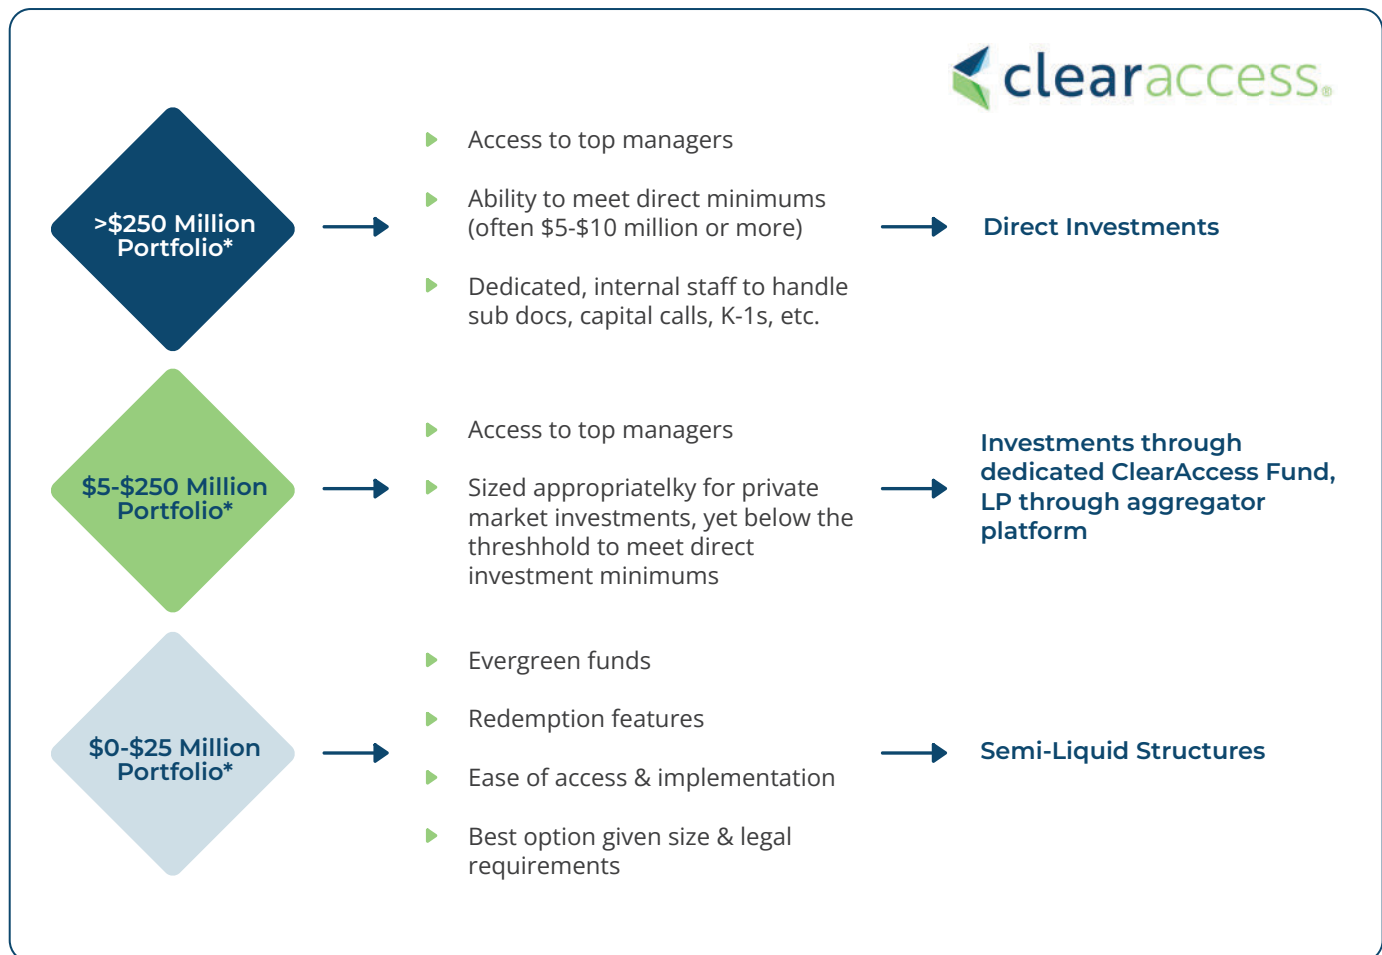 clearaccess®
>$250 Million
Portfolio*
Access to top managers
Ability to meet direct minimums
(often $5-$10 million or more)
Dedicated, internal staff to handle
sub docs, capital calls, K-1s, etc.
Direct Investments
$5-$250 Million
Portfolio*
Access to top managers
Sized appropriatelky for private
market investments, yet below the
threshhold to meet direct
investment minimums
Investments through
dedicated ClearAccess Fund,
LP through aggregator
platform
$0-$25 Million
Portfolio*
Evergreen funds
Redemption features
Ease of access & implementation
Best option given size & legal
requirements
Semi-Liquid Structures